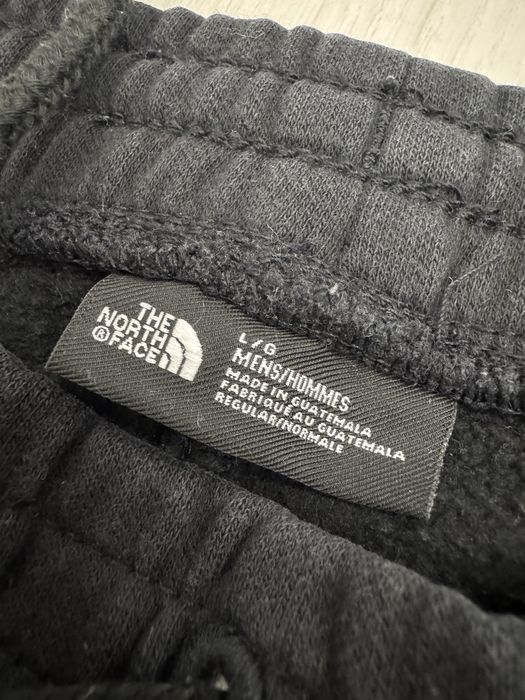 THE
NORTH
®FACE
L/G
MENS/HOMMES
MADE IN GUATEMALA
FABRIQUÉ AU GUATEMALA
REGULAR/NORMALE